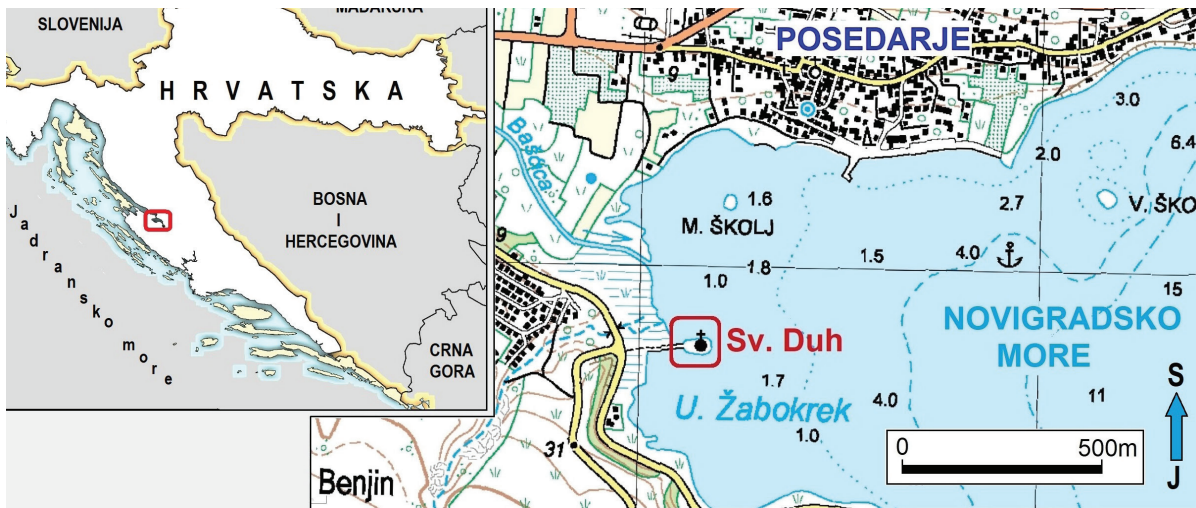 SLOVENIJA
MAĐARSKA
HRVATSKA
BOSNA
I
HERCEGOVINA
CRNA
GORA
Jadransko more
POSEDARJE
9
Bašćica
3.0
6.4
2.0
1.6
2.7
M. ŠKOLJ
V. ŠKO
9
1.0
1.8
1.5
4.0
15
Sv. Duh
NOVIGRADSKO
MORE
1.7
4.0
11
U. Žabokrek
1.0
S
J
0
500m
31
Benjin